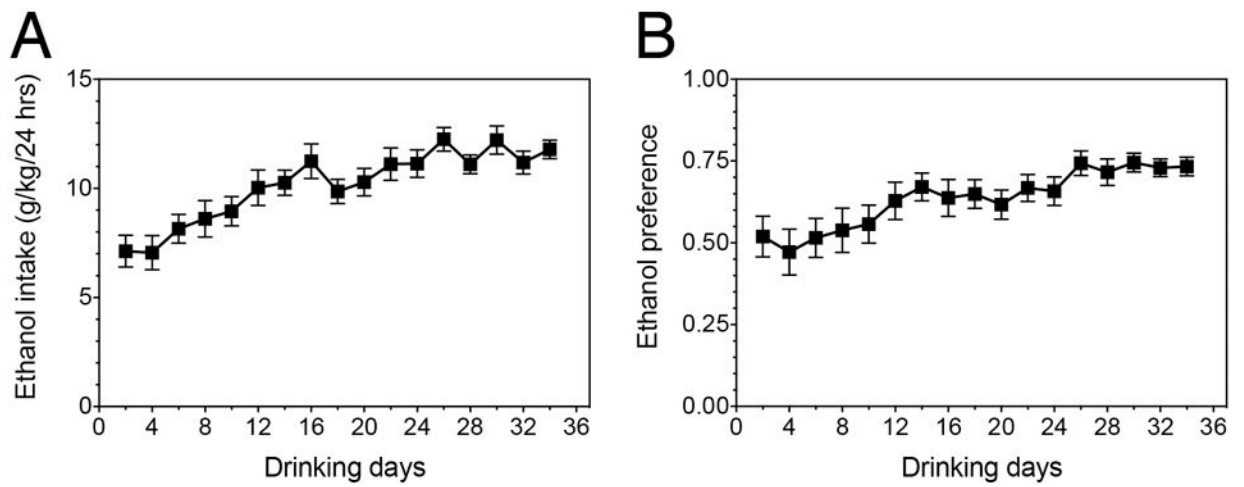 A
Ethanol intake (g/kg/24 hrs)
15
10
5
0
0 4 8 12 16 20 24 28 32 36
Drinking days
B
Ethanol preference
1.00
0.75
0.50
0.25
0.00
0 4 8 12 16 20 24 28 32 36
Drinking days